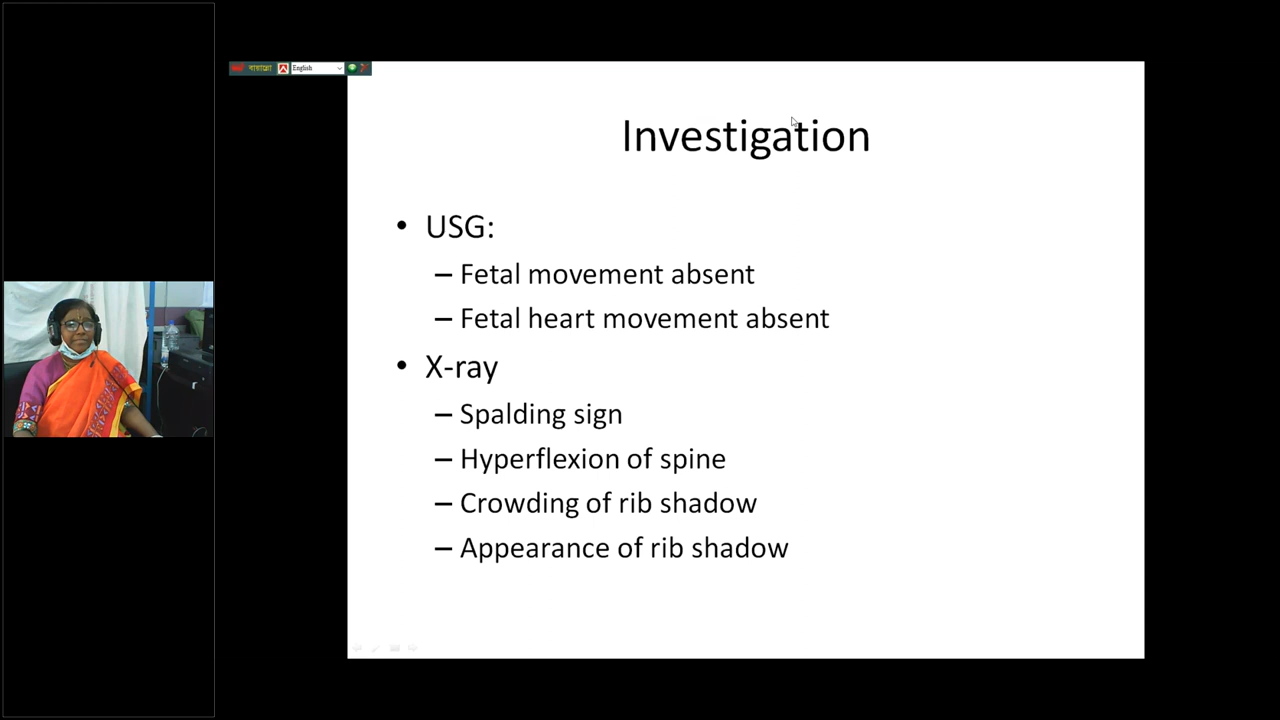 English
Investigation
• USG:
– Fetal movement absent
– Fetal heart movement absent
• X-ray
– Spalding sign
– Hyperflexion of spine
– Crowding of rib shadow
– Appearance of rib shadow